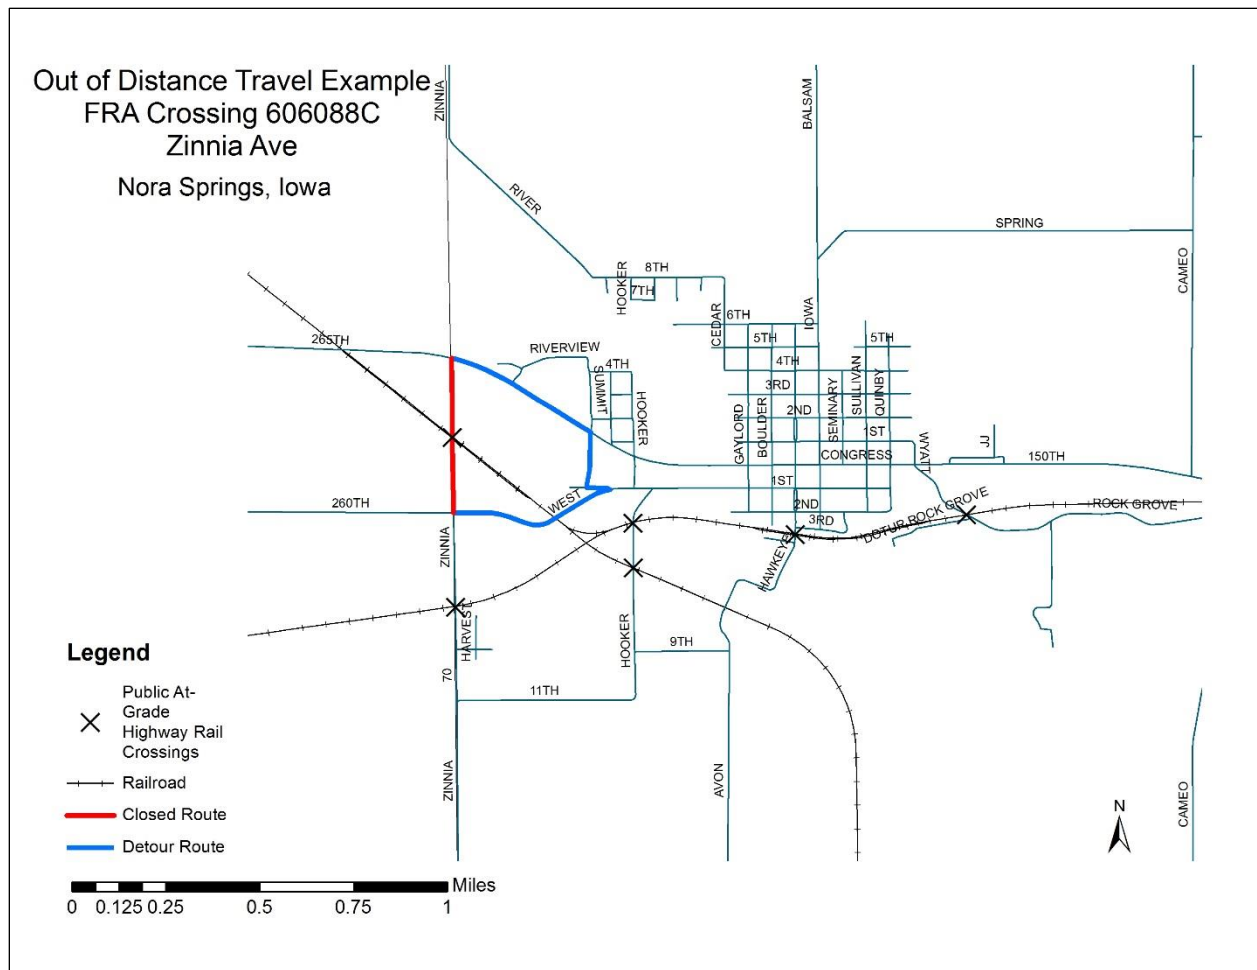 Out of Distance Travel Example
FRA Crossing 606088C
Zinnia Ave
Nora Springs, Iowa
ZINNIA
BALSAM
RIVER
SPRING
CAMEO
8TH
HOOKER
7TH
CEDAR
6TH
IOWA
265TH
RIVERVIEW
5TH
5TH
4TH
4TH
SUMMIT
3RD
SULLIVAN
QUINBY
HOOKER
2ND
SEMINARY
GAYLORD
BOULDER
1ST
WYATT
JJ
CONGRESS
150TH
1ST
260TH
WEST
2ND
3RD
DOTUR ROCK GROVE
ROCK GROVE
ZINNIA
HAWKEYE
HARVEST
HOOKER
9TH
70
11TH
ZINNIA
AVON
CAMEO
N
Legend
Public At-
Grade
Highway Rail
Crossings
Railroad
Closed Route
Detour Route
Miles
0 0.125 0.25 0.5 0.75 1